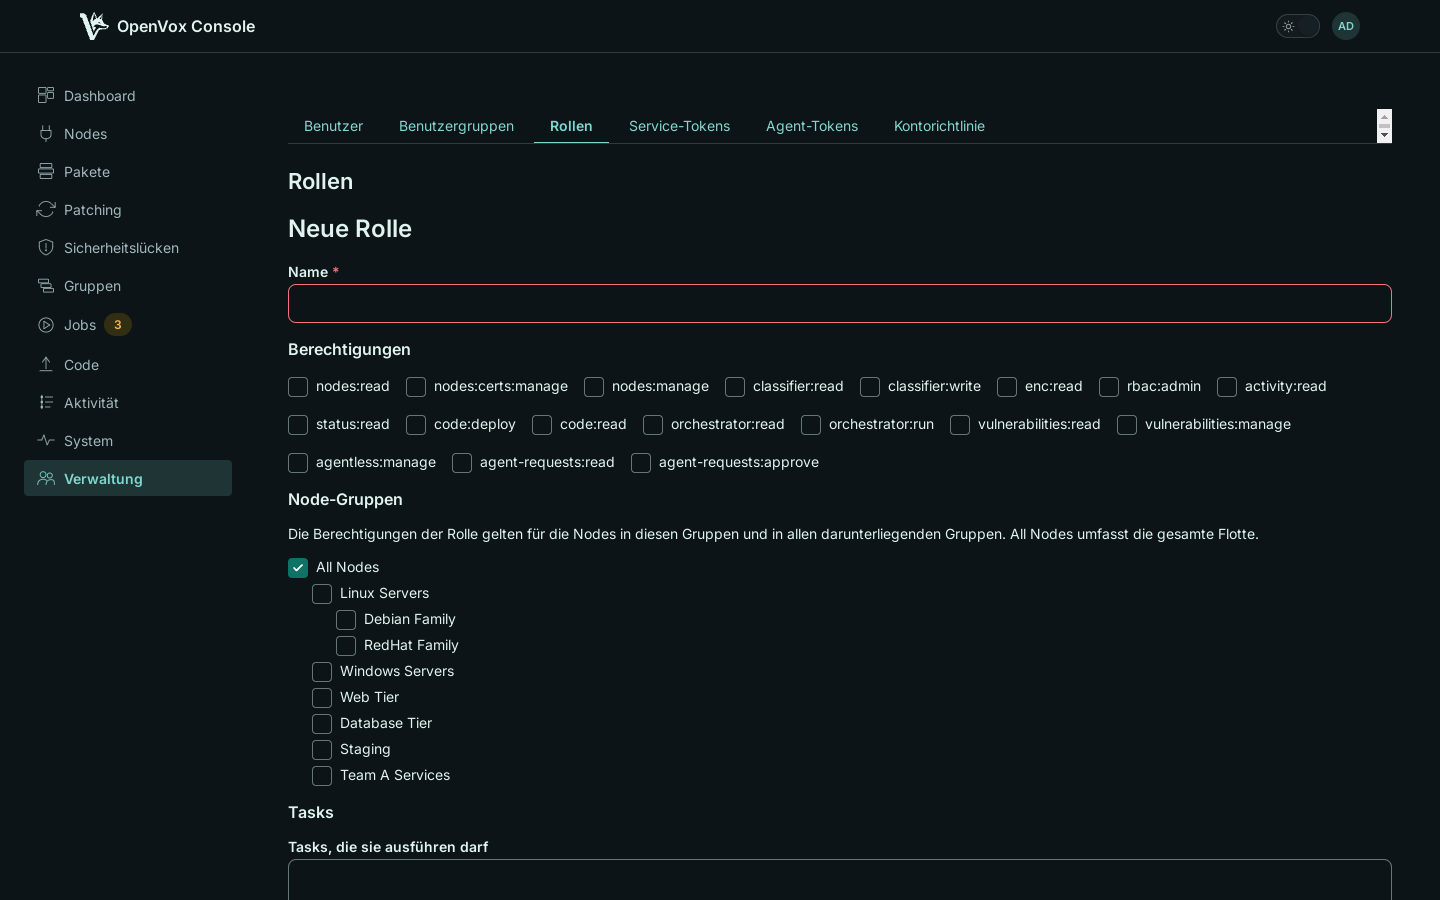 OpenVox Console
AD
Dashboard
Nodes
Pakete
Patching
Sicherheitslücken
Gruppen
Jobs 3
Code
Aktivität
System
Verwaltung
Benutzer Benutzergruppen Rollen Service-Tokens Agent-Tokens Kontorichtlinie
Rollen
Neue Rolle
Name *
Berechtigungen
nodes:read nodes:certs:manage nodes:manage classifier:read classifier:write enc:read rbac:admin activity:read
status:read code:deploy code:read orchestrator:read orchestrator:run vulnerabilities:read vulnerabilities:manage
agentless:manage agent-requests:read agent-requests:approve
Node-Gruppen
Die Berechtigungen der Rolle gelten für die Nodes in diesen Gruppen und in allen darunterliegenden Gruppen. All Nodes umfasst die gesamte Flotte.
All Nodes
Linux Servers
Debian Family
RedHat Family
Windows Servers
Web Tier
Database Tier
Staging
Team A Services
Tasks
Tasks, die sie ausführen darf